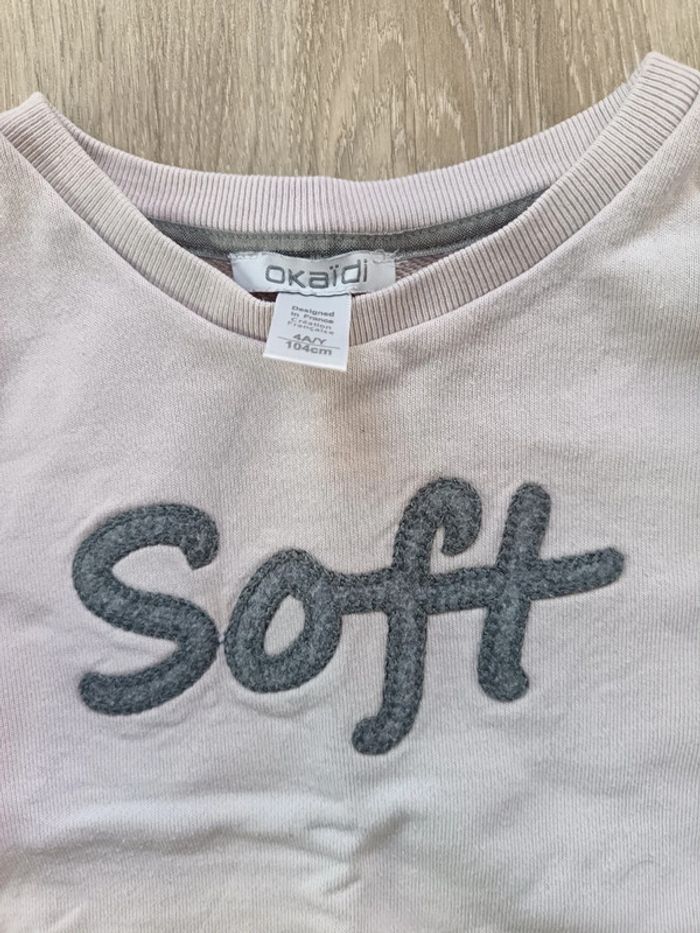 okaïdi
Designed
in France
Création
Française
4A/Y
104cm
Soft